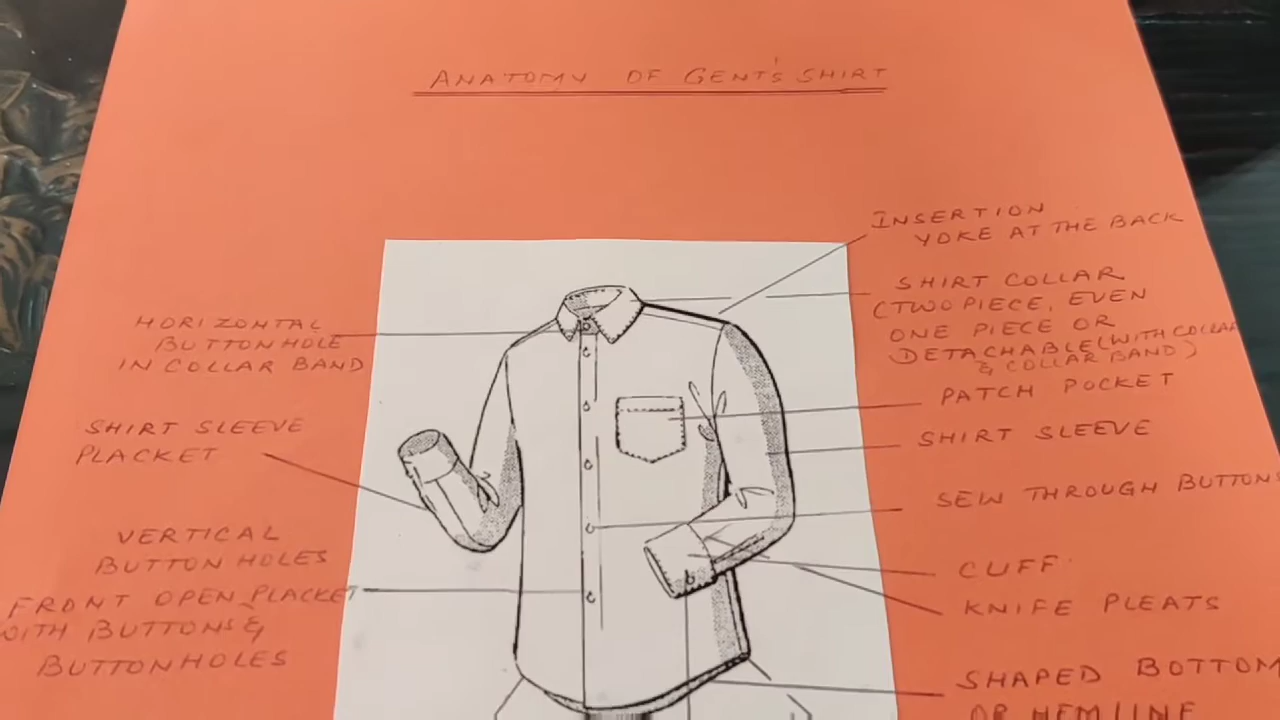 ANATOMY OF GENT'S SHIRT
INSERTION
YOKE AT THE BACK
SHIRT COLLAR
(TWO PIECE, EVEN
ONE PIECE OR
DETACHABLE (WITH COLLAR
& COLLAR BAND)
PATCH POCKET
SHIRT SLEEVE
SEW THROUGH BUTTONS
CUFF
KNIFE PLEATS
SHAPED BOTTOM
OR HEMLINE
HORIZONTAL
BUTTONHOLE
IN COLLAR BAND
SHIRT SLEEVE
PLACKET
VERTICAL
BUTTON HOLES
FRONT OPEN PLACKET
WITH BUTTONS &
BUTTONHOLES